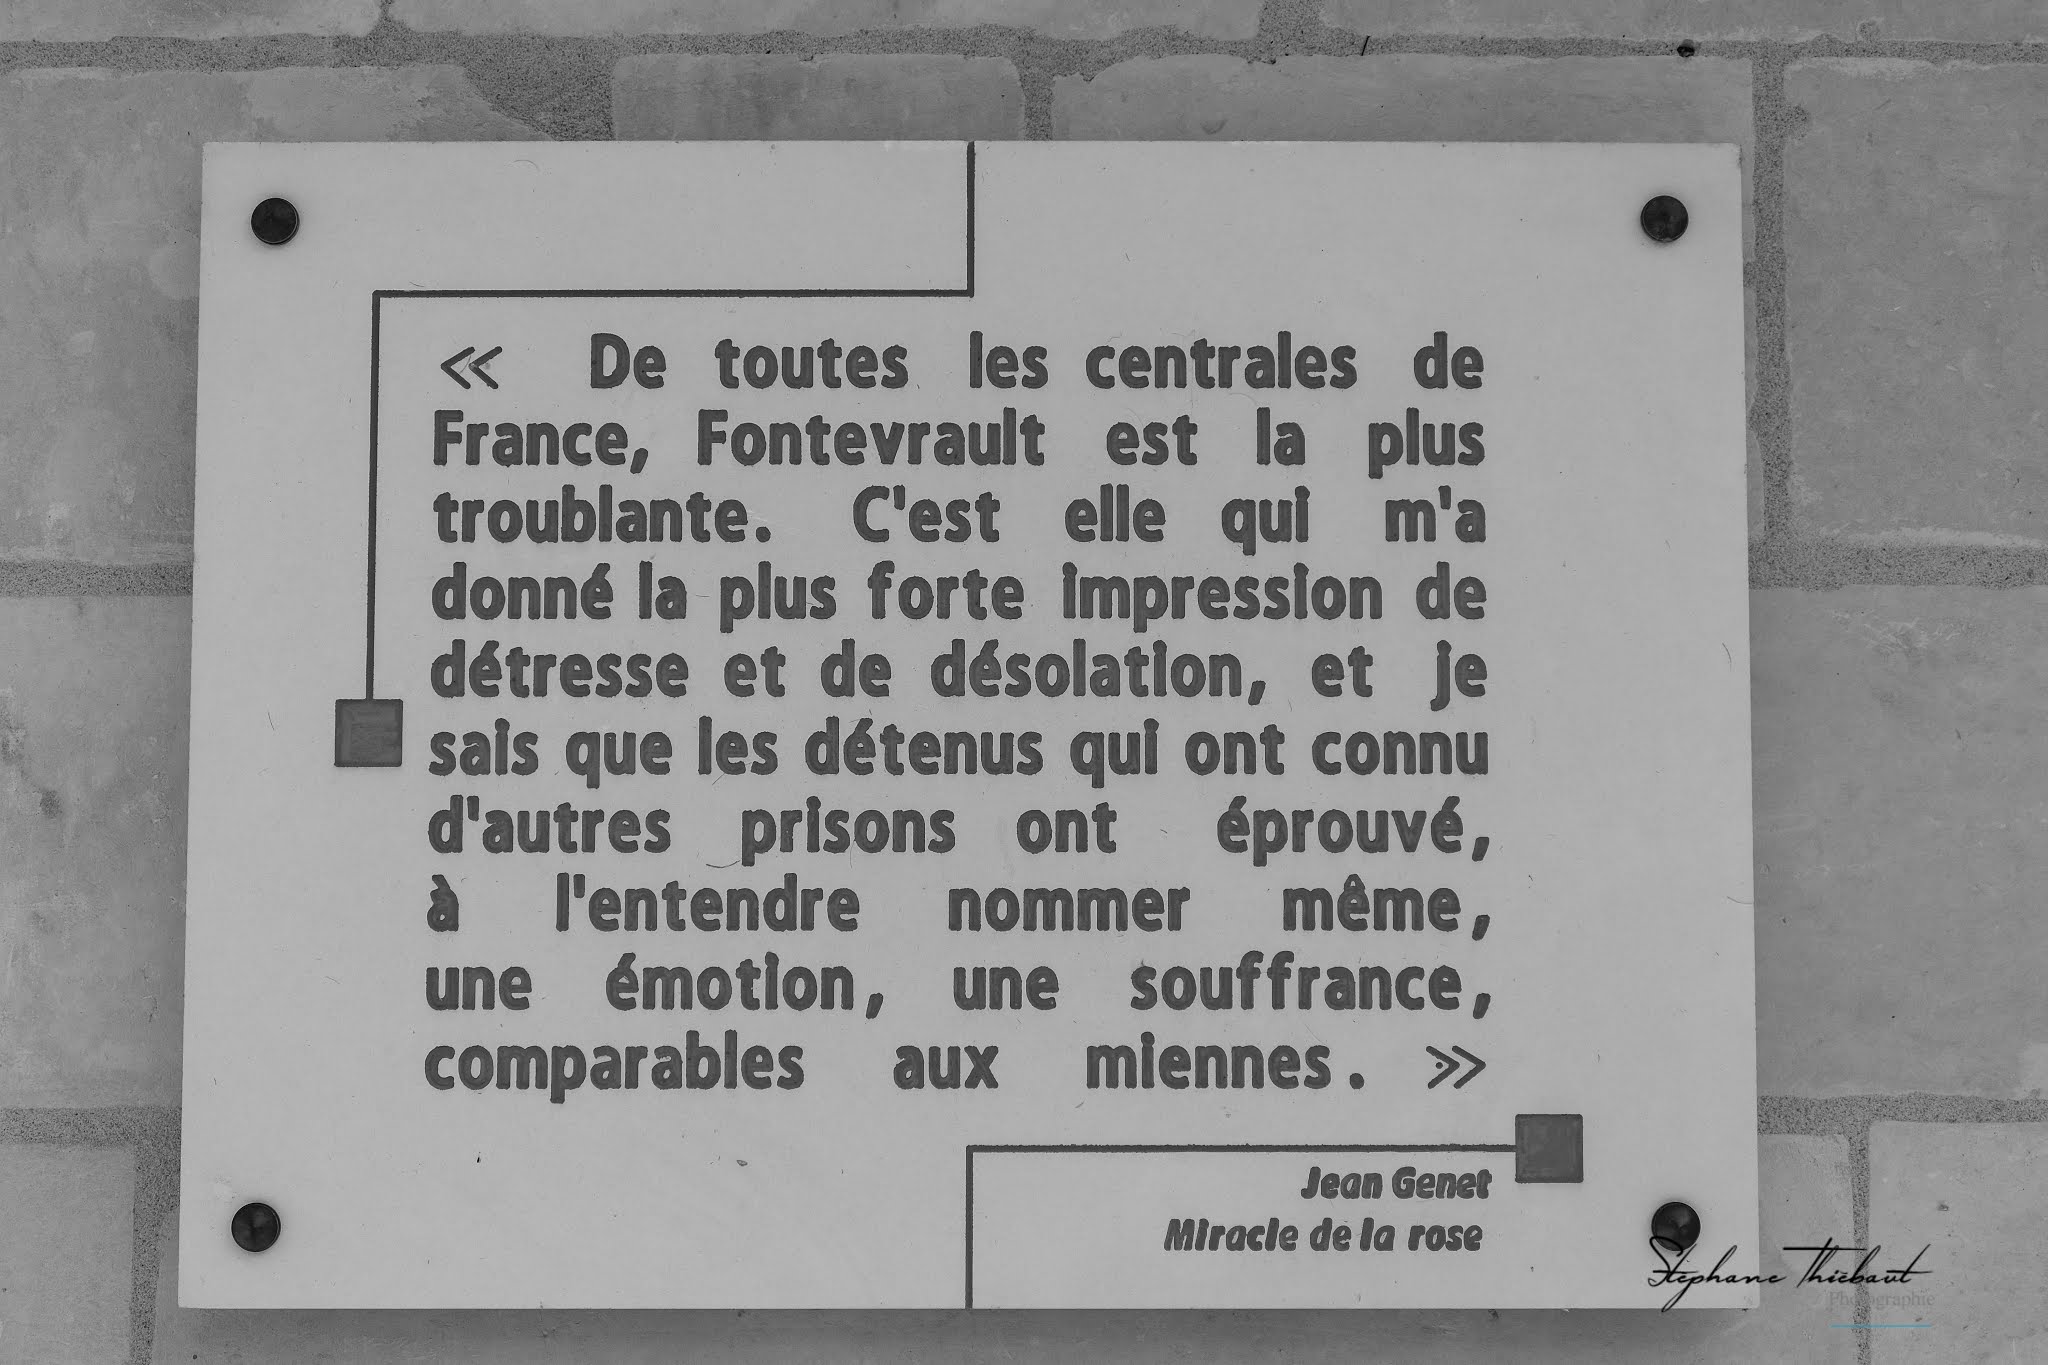 « De toutes les centrales de
France, Fontevrault est la plus
troublante. C'est elle qui m'a
donné la plus forte impression de
détresse et de désolation, et je
sais que les détenus qui ont connu
d'autres prisons ont éprouvé,
à l'entendre nommer même,
une émotion, une souffrance,
comparables aux miennes. »
Jean Genet
Miracle de la rose
Stéphane Thiébaut
Photographie